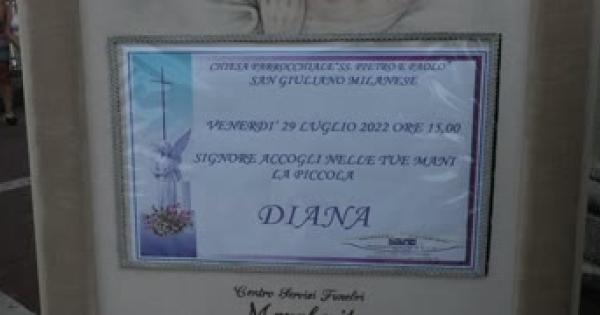 CHIESA PARROCCHIALE "SS. PIETRO E PAOLO"
SAN GIULIANO MILANESE
VENERDI' 29 LUGLIO 2022 ORE 15,00
SIGNORE ACCOGLI NELLE TUE MANI
LA PICCOLA
DIANA
Centro Servizi Funebri